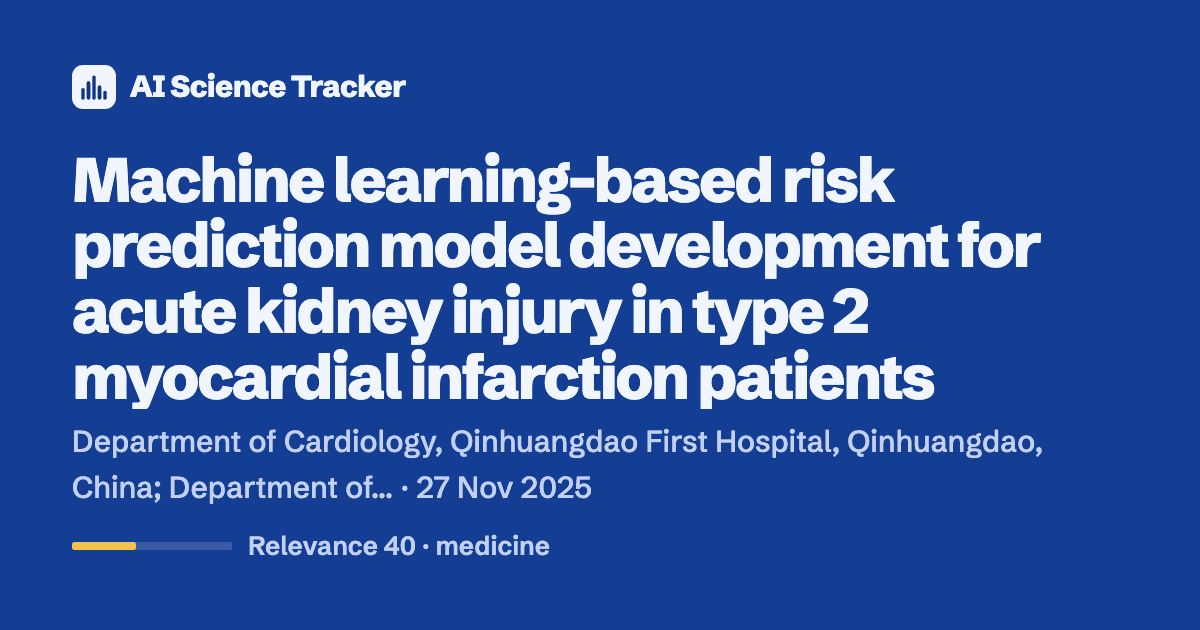 AI Science Tracker
Machine learning-based risk
prediction model development for
acute kidney injury in type 2
myocardial infarction patients
Department of Cardiology, Qinhuangdao First Hospital, Qinhuangdao,
China; Department of... · 27 Nov 2025
Relevance 40 · medicine